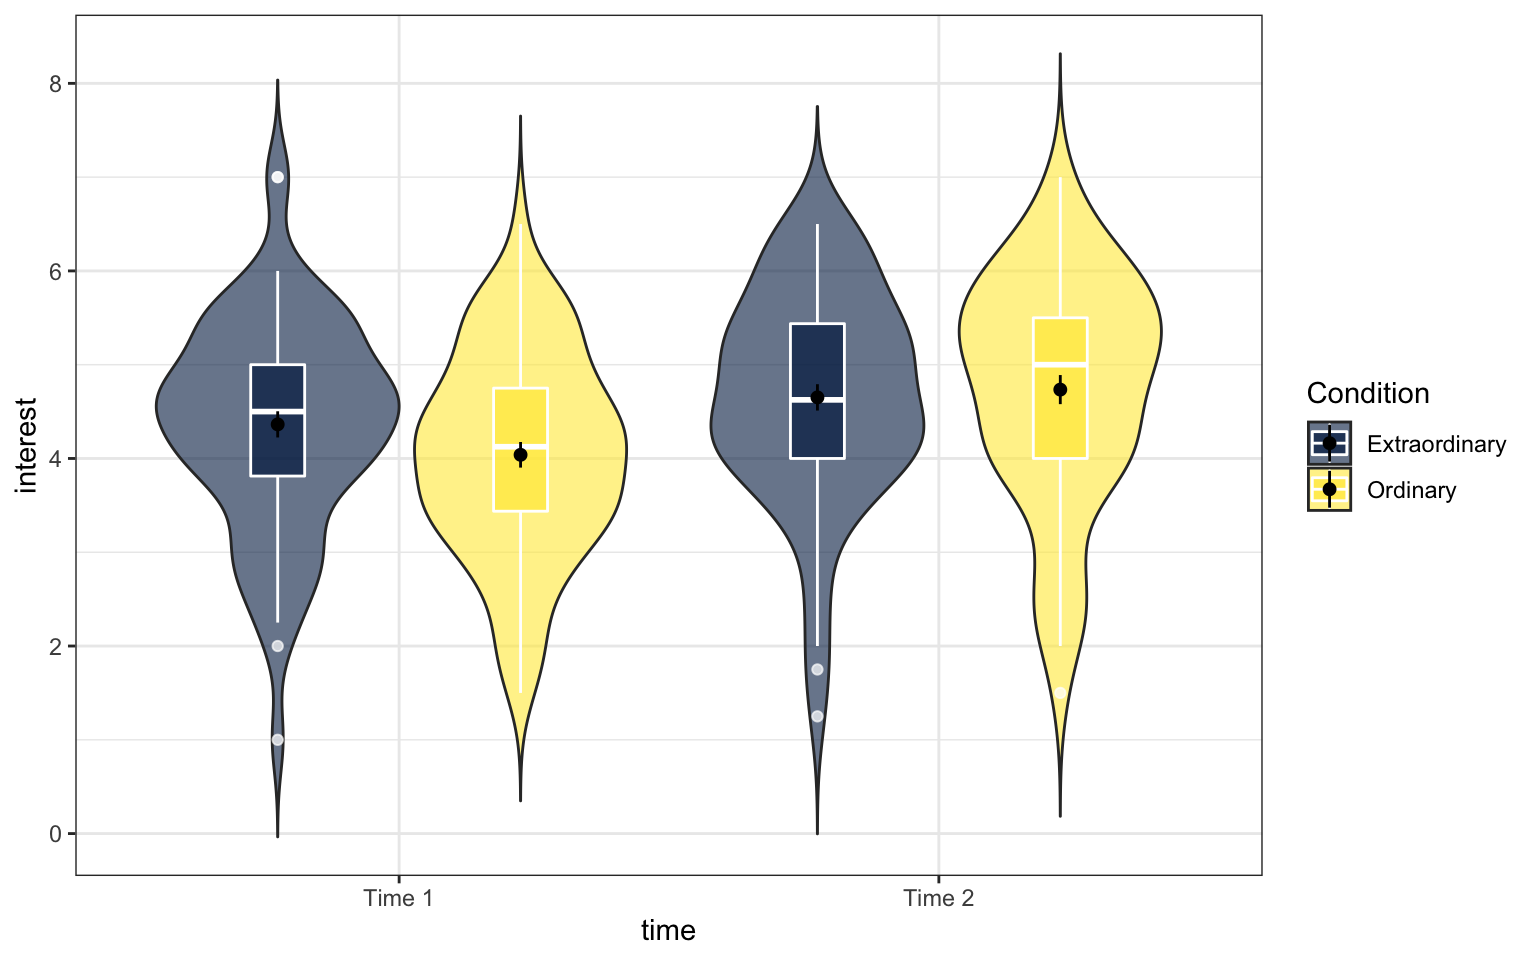 8
6
4
2
0
interest
Time 1
Time 2
time
Condition
Extraordinary
Ordinary